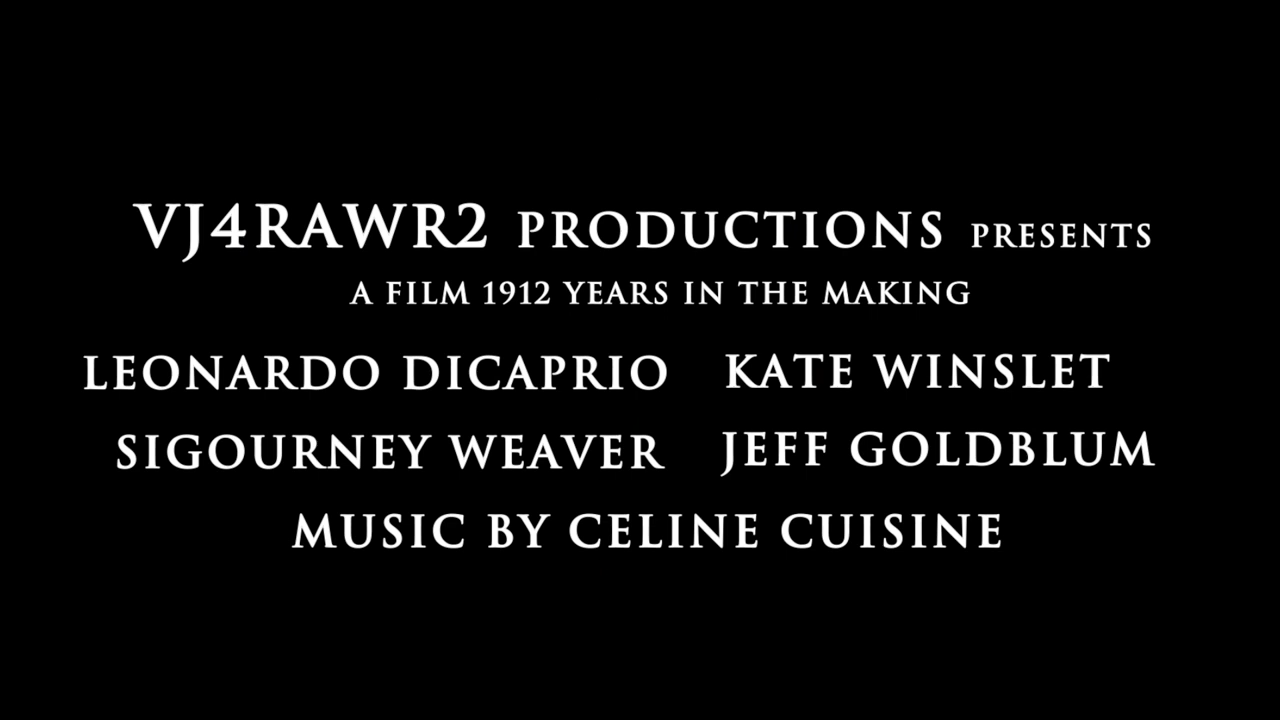 VJ4RAWR2 PRODUCTIONS PRESENTS
A FILM 1912 YEARS IN THE MAKING
LEONARDO DICAPRIO KATE WINSLET
SIGOURNEY WEAVER JEFF GOLDBLUM
MUSIC BY CELINE CUISINE